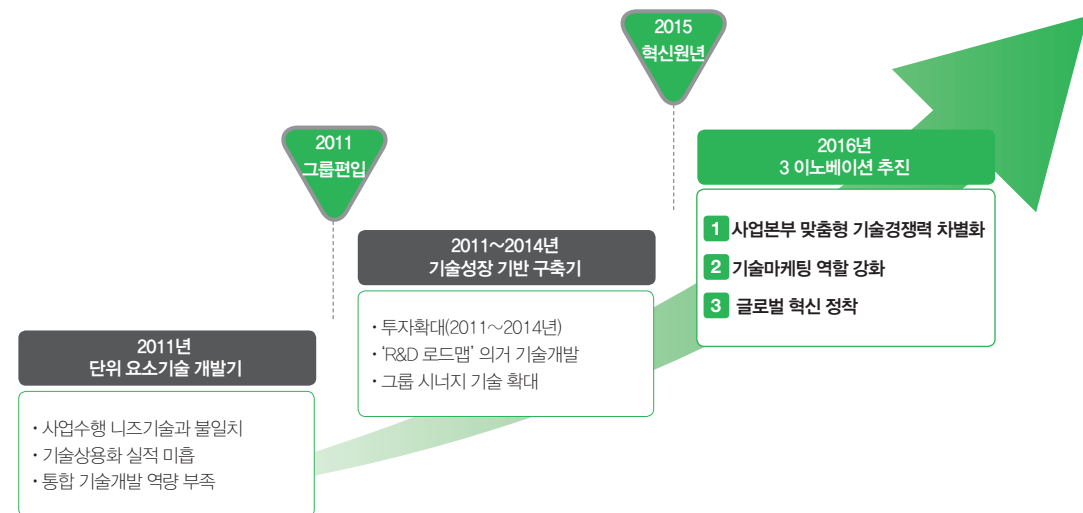 2015
혁신원년
2011
그룹편입
2016년
3 이노베이션 추진
1 사업본부 맞춤형 기술경쟁력 차별화
2 기술마케팅 역할 강화
3 글로벌 혁신 정착
2011~2014년
기술성장 기반 구축기
· 투자확대(2011~2014년)
· ‘R&D 로드맵’ 의거 기술개발
· 그룹 시너지 기술 확대
2011년
단위 요소기술 개발기
· 사업수행 니즈기술과 불일치
· 기술상용화 실적 미흡
· 통합 기술개발 역량 부족